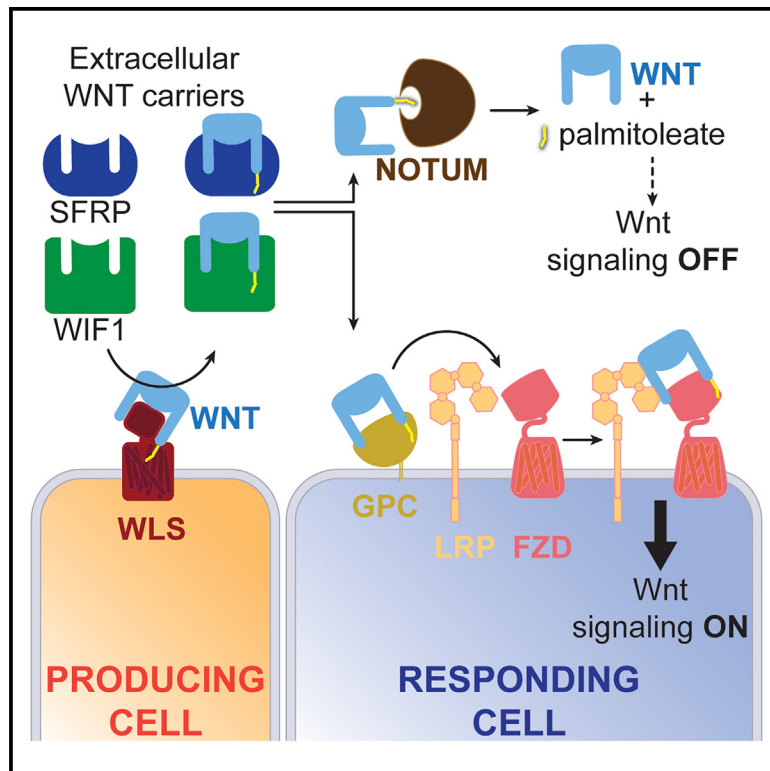 Extracellular
WNT carriers
SFRP
WIF1
NOTUM
WNT
+
palmitoleate
Wnt
signaling OFF
WNT
WLS
GPC
LRP
FZD
Wnt
signaling ON
PRODUCING
CELL
RESPONDING
CELL